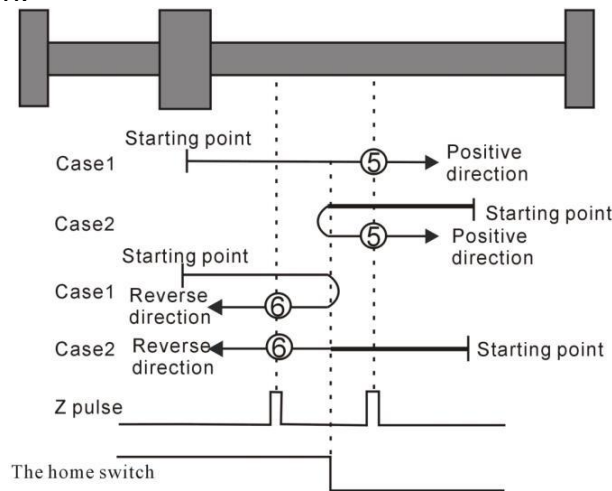 Starting point
Case1
5
Positive
direction
Case2
Starting point
5
Positive
direction
Starting point
Case1
Reverse
direction
6
Case2
Reverse
direction
6
Starting point
Z pulse
The home switch